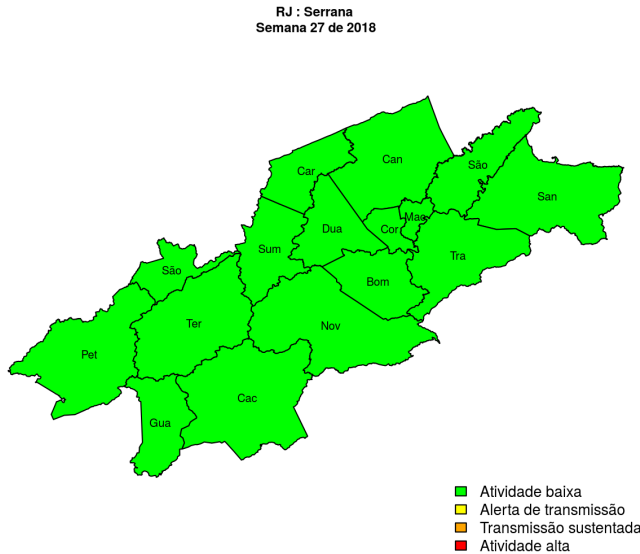 RJ : Serrana
Semana 27 de 2018
Can
São
Car
San
Mac
Dua
Cor
Sum
Tra
São
Bom
Ter
Nov
Pet
Cac
Gua
Atividade baixa
Alerta de transmissão
Transmissão sustentada
Atividade alta